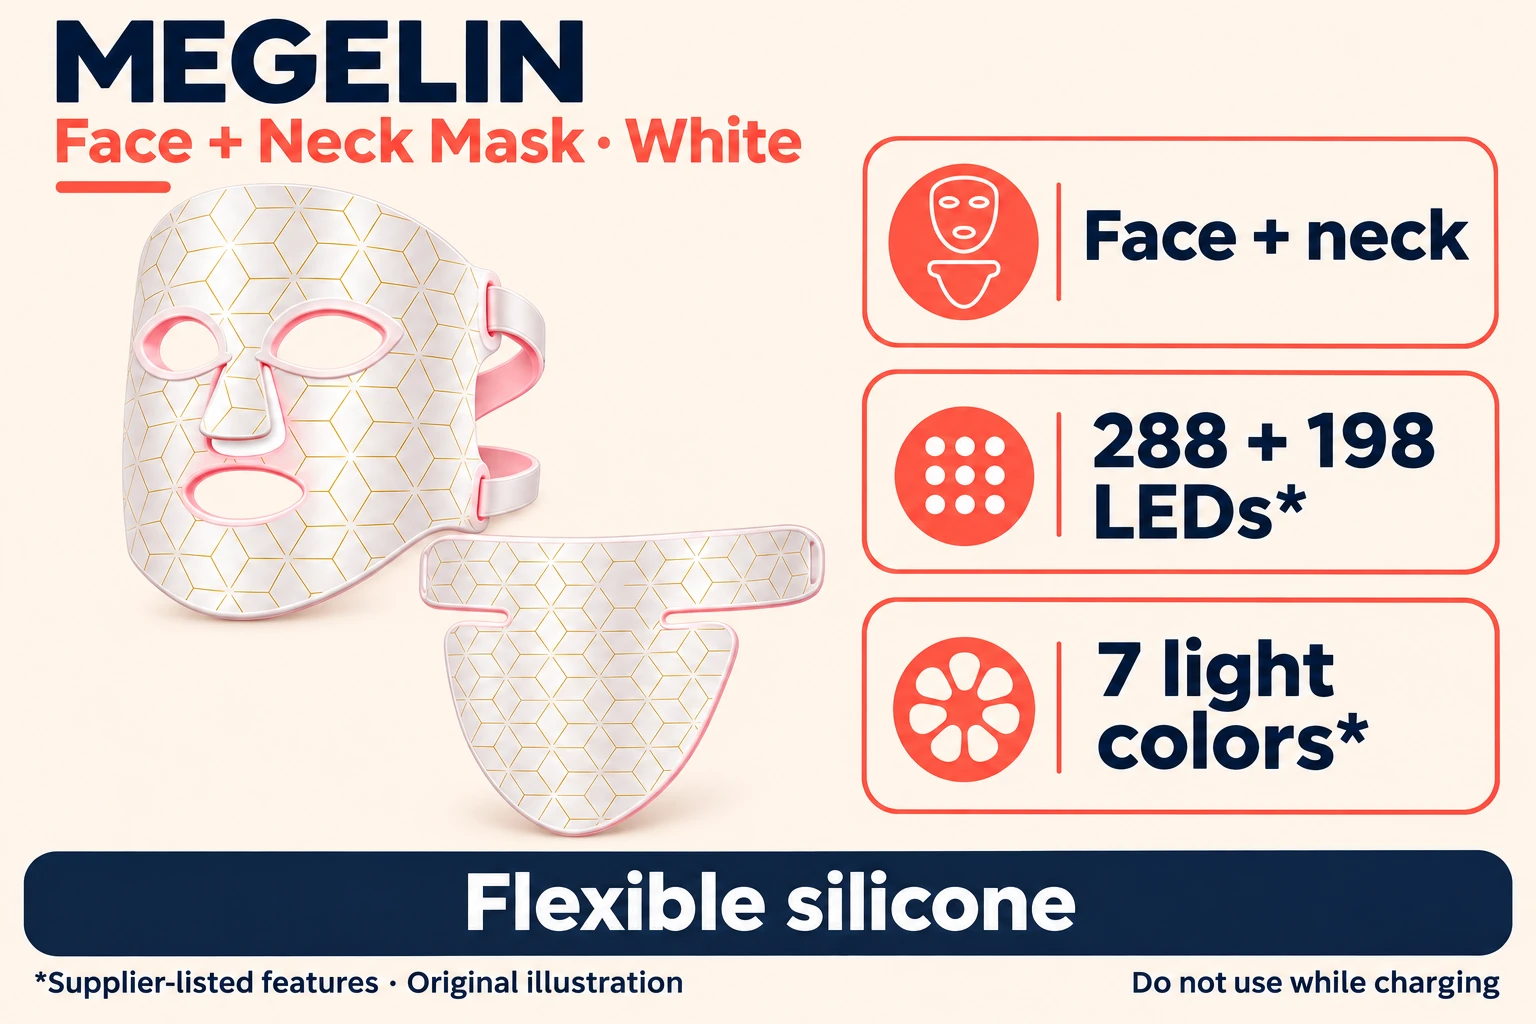 MEGELIN
Face + Neck Mask · White
Face + neck
288 + 198
LEDs*
7 light
colors*
Flexible silicone
*Supplier-listed features · Original illustration
Do not use while charging